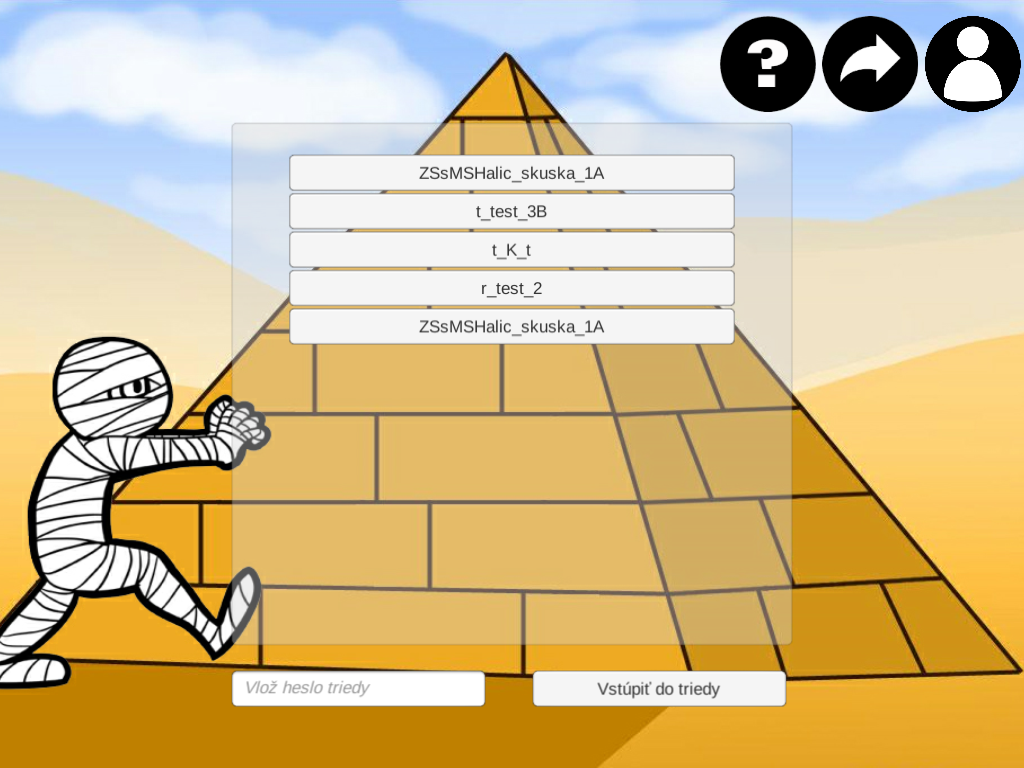 ?
ZSsMSHalic_skuska_1A
t_test_3B
t_K_t
r_test_2
ZSsMSHalic_skuska_1A
Vlož heslo triedy
Vstúpiť do triedy